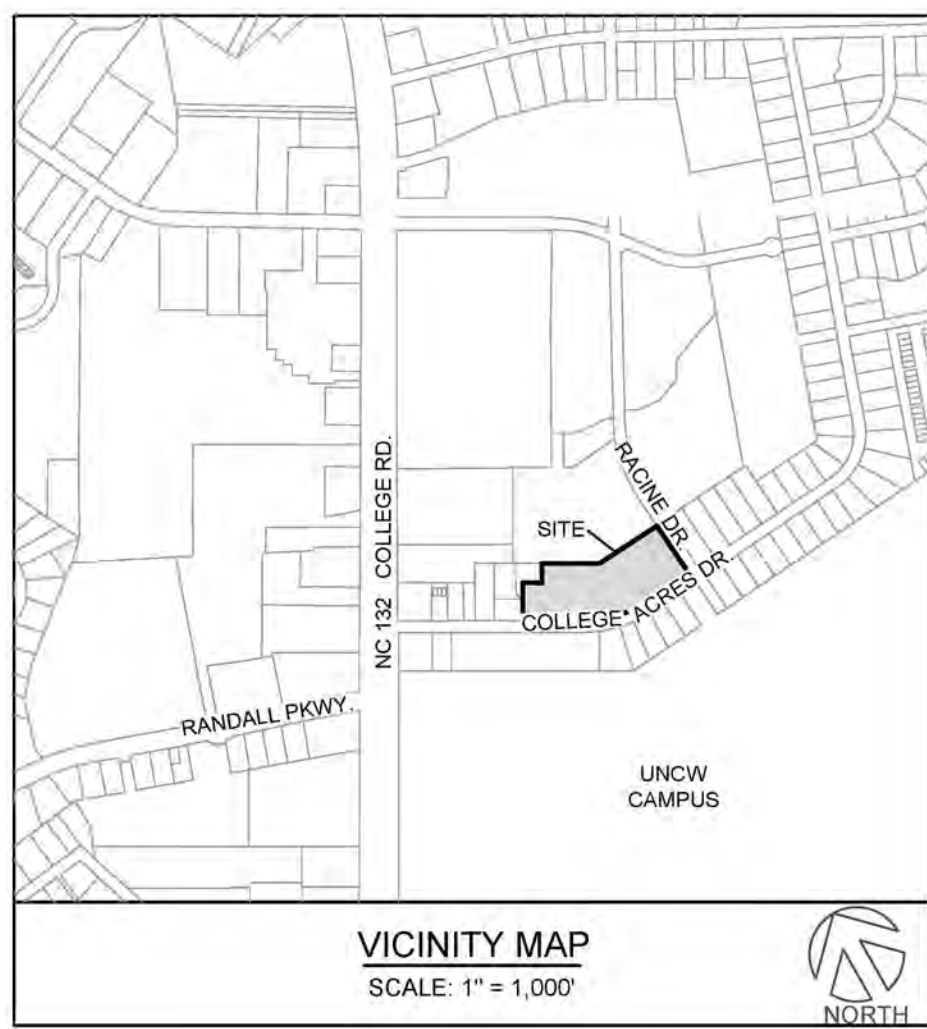 NC 132 COLLEGE RD.
RACINE DR.
SITE
COLLEGE ACRES DR.
RANDALL PKWY.
UNCW
CAMPUS
VICINITY MAP
SCALE: 1" = 1,000'
NORTH